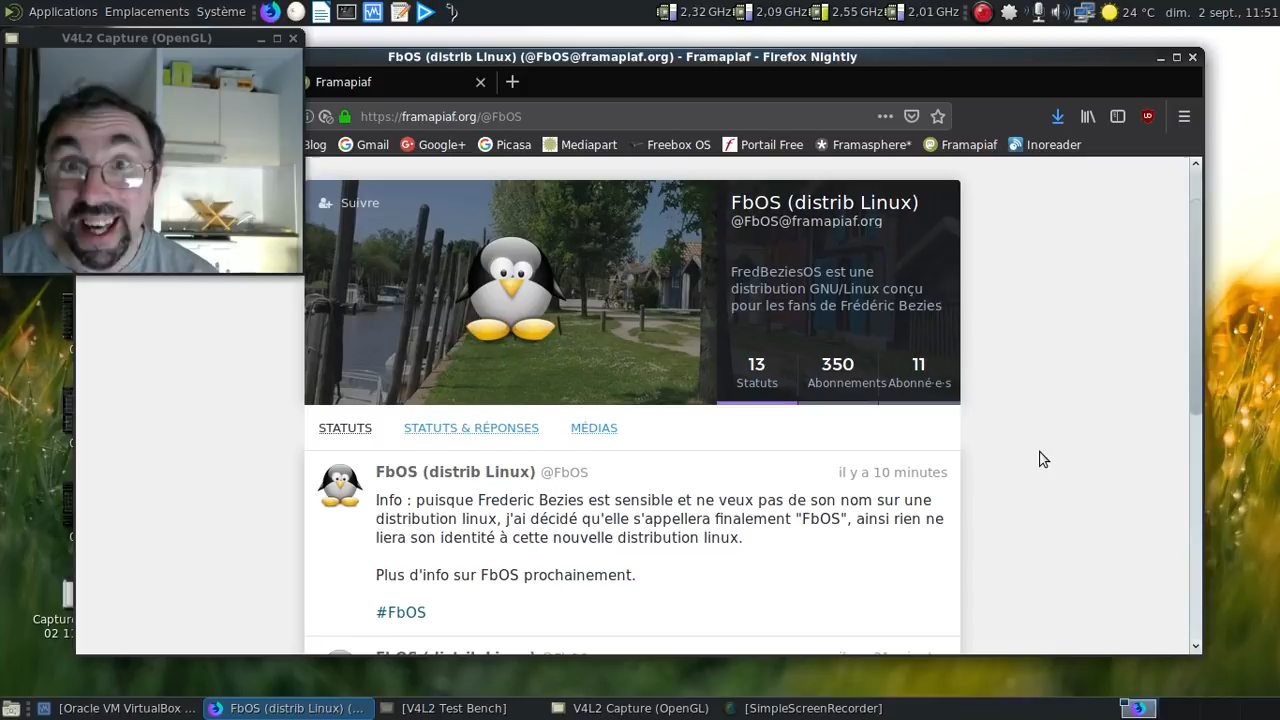 Applications Emplacements Système 2,32 GHz 2,09 GHz 2,55 GHz 2,01 GHz 24 °C dim. 2 sept., 11:51
V4L2 Capture (OpenGL)
FbOS (distrib Linux) (@FbOS@framapiaf.org) - Framapiaf - Firefox Nightly
Framapiaf
https://framapiaf.org/@FbOS
Blog Gmail Google+ Picasa Mediapart Freebox OS Portail Free Framasphere* Framapiaf Inoreader
Suivre
FbOS (distrib Linux)
@FbOS@framapiaf.org
FredBeziesOS est une
distribution GNU/Linux conçu
pour les fans de Frédéric Bezies
13 350 11
Statuts Abonnements Abonné·e·s
STATUTS STATUTS & RÉPONSES MÉDIAS
FbOS (distrib Linux) @FbOS il y a 10 minutes
Info : puisque Frederic Bezies est sensible et ne veux pas de son nom sur une
distribution linux, j'ai décidé qu'elle s'appellera finalement "FbOS", ainsi rien ne
liera son identité à cette nouvelle distribution linux.
Plus d'info sur FbOS prochainement.
#FbOS
Capture
02 1
FbOS (distrib Linux) @FbOS
[Oracle VM VirtualBox ... FbOS (distrib Linux) (... [V4L2 Test Bench] V4L2 Capture (OpenGL) [SimpleScreenRecorder]